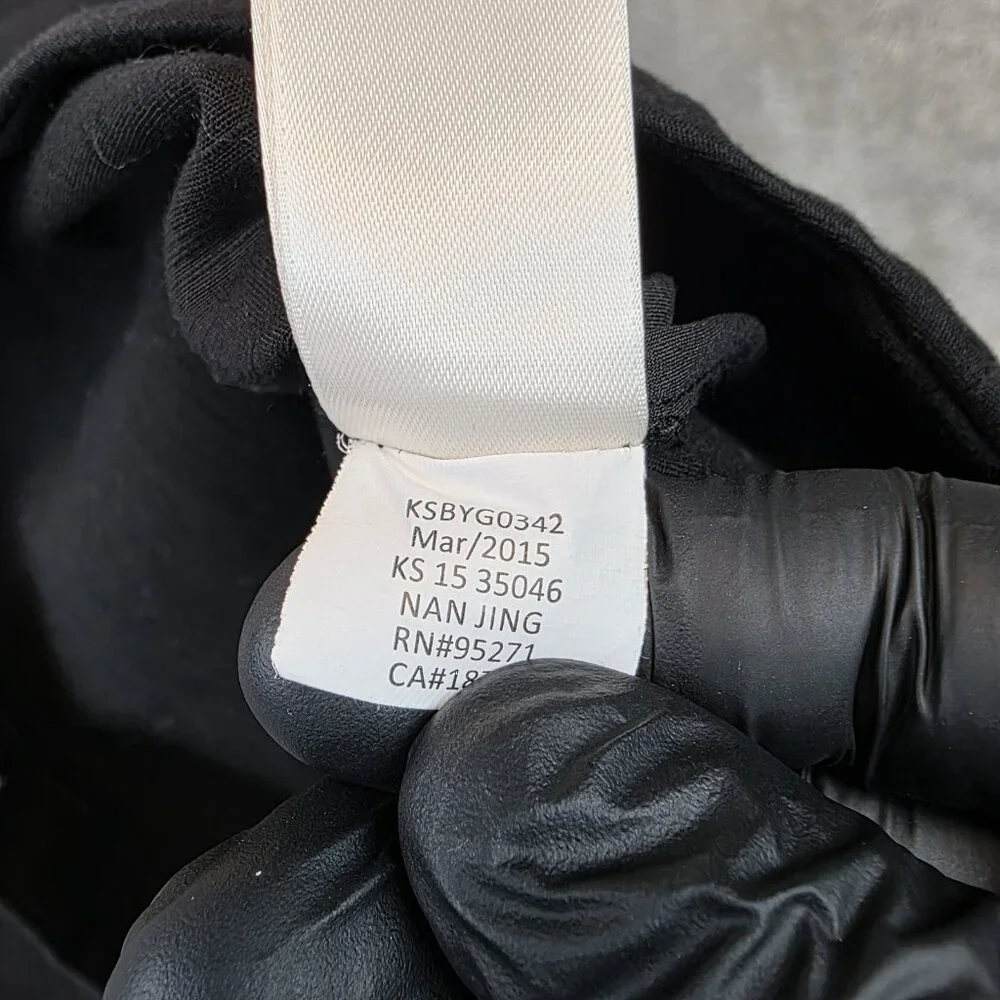 KSBYG0342
Mar/2015
KS 15 35046
NAN JING
RN#95271